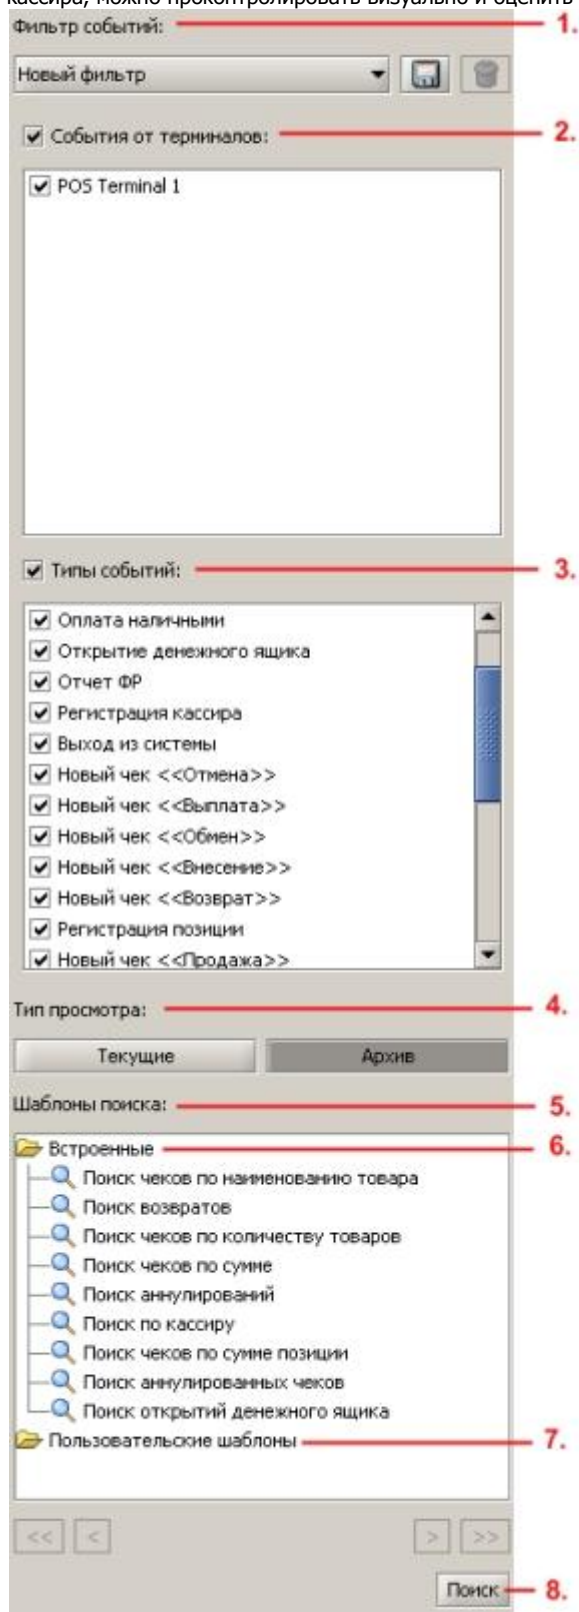 кассира, можно проконтролировать визуально и оценить
Фильтр событий: 1.
Новый фильтр
События от терминалов: 2.
POS Terminal 1
Типы событий: 3.
Оплата наличными
Открытие денежного ящика
Отчет ФР
Регистрация кассира
Выход из системы
Новый чек <<Отмена>>
Новый чек <<Выплата>>
Новый чек <<Обмен>>
Новый чек <<Внесение>>
Новый чек <<Возврат>>
Регистрация позиции
Новый чек <<Продажа>>
Тип просмотра: 4.
Текущие Архив
Шаблоны поиска: 5.
Встроенные 6.
Поиск чеков по наименованию товара
Поиск возвратов
Поиск чеков по количеству товаров
Поиск чеков по сумме
Поиск аннулирований
Поиск по кассиру
Поиск чеков по сумме позиции
Поиск аннулированных чеков
Поиск открытий денежного ящика
Пользовательские шаблоны 7.
<< < > >>
Поиск 8.